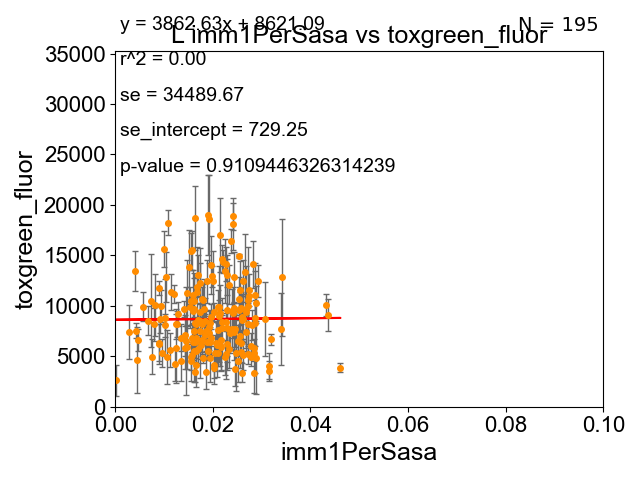 y = 3862.63x + 8621.09
N = 195
L imm1PerSasa vs toxgreen_fluor
r^2 = 0.00
se = 34489.67
se_intercept = 729.25
p-value = 0.9109446326314239
35000
30000
25000
20000
15000
10000
5000
0
toxgreen_fluor
0.00 0.02 0.04 0.06 0.08 0.10
imm1PerSasa